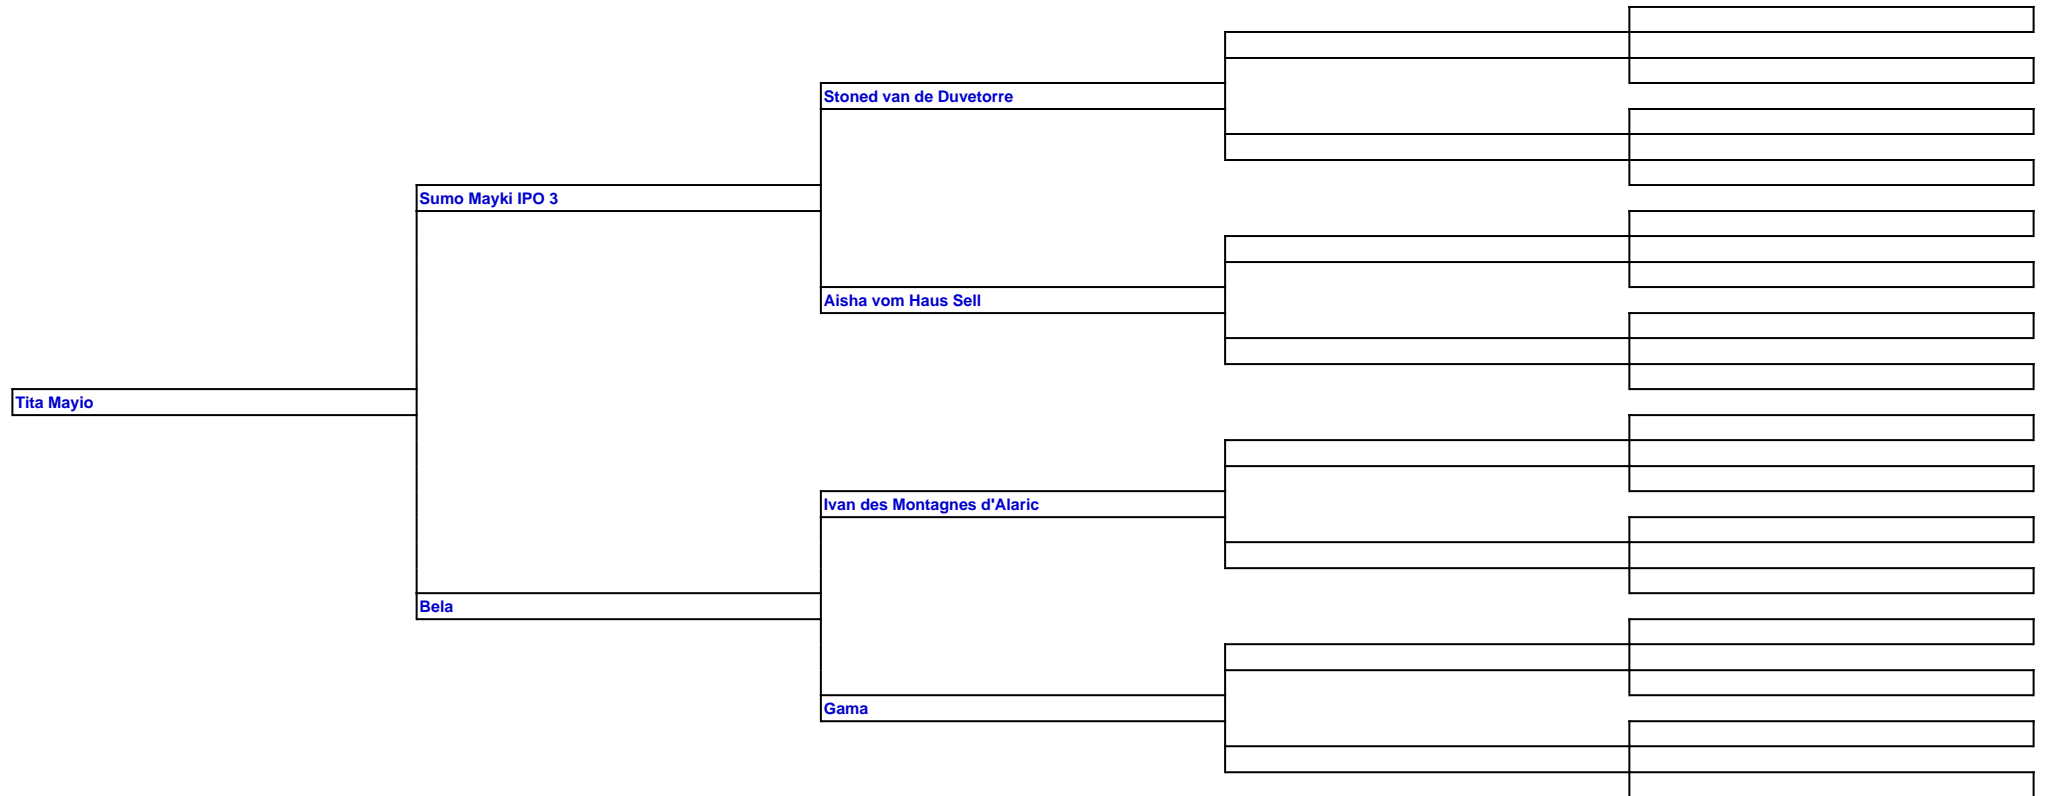 Stoned van de Duvetorre
Sumo Mayki IPO 3
Aisha vom Haus Sell
Tita Mayio
Ivan des Montagnes d'Alaric
Bela
Gama